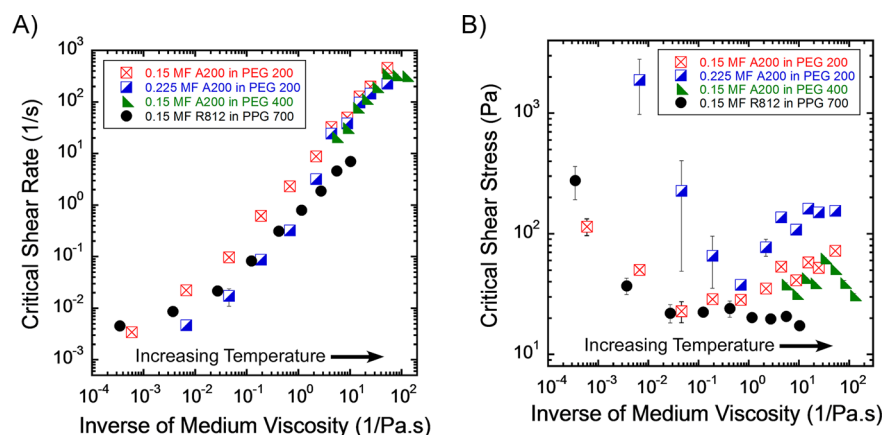 A)
Critical Shear Rate (1/s)
10³
10²
10¹
10⁰
10⁻¹
10⁻²
10⁻³
0.15 MF A200 in PEG 200
0.225 MF A200 in PEG 200
0.15 MF A200 in PEG 400
0.15 MF R812 in PPG 700
Increasing Temperature
10⁻⁴ 10⁻³ 10⁻² 10⁻¹ 10⁰ 10¹ 10²
Inverse of Medium Viscosity (1/Pa.s)
B)
Critical Shear Stress (Pa)
10³
10²
10¹
0.15 MF A200 in PEG 200
0.225 MF A200 in PEG 200
0.15 MF A200 in PEG 400
0.15 MF R812 in PPG 700
Increasing Temperature
10⁻⁴ 10⁻³ 10⁻² 10⁻¹ 10⁰ 10¹ 10²
Inverse of Medium Viscosity (1/Pa.s)